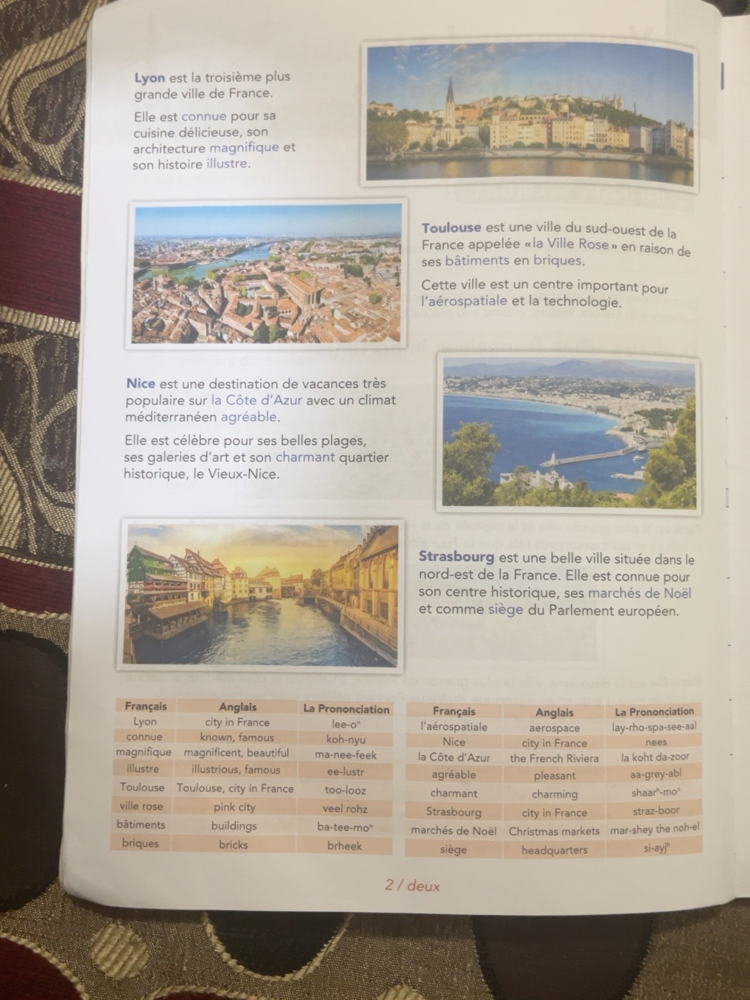 Lyon est la troisième plus
grande ville de France.
Elle est connue pour sa
cuisine délicieuse, son
architecture magnifique et
son histoire illustre.
Toulouse est une ville du sud-ouest de la
France appelée «la Ville Rose» en raison de
ses bâtiments en briques.
Cette ville est un centre important pour
l'aérospatiale et la technologie.
Nice est une destination de vacances très
populaire sur la Côte d'Azur avec un climat
méditerranéen agréable.
Elle est célèbre pour ses belles plages,
ses galeries d'art et son charmant quartier
historique, le Vieux-Nice.
Strasbourg est une belle ville située dans le
nord-est de la France. Elle est connue pour
son centre historique, ses marchés de Noël
et comme siège du Parlement européen.
Français Anglais La Prononciation
Lyon city in France lee-oⁿ
connue known, famous koh-nyu
magnifique magnificent, beautiful ma-nee-feek
illustre illustrious, famous ee-lustr
Toulouse Toulouse, city in France too-looz
ville rose pink city veel rohz
bâtiments buildings ba-tee-moⁿ
briques bricks brheek
Français Anglais La Prononciation
l'aérospatiale aerospace lay-rho-spa-see-aal
Nice city in France nees
la Côte d'Azur the French Riviera la koht da-zoor
agréable pleasant aa-grey-abl
charmant charming shaarʰ-moⁿ
Strasbourg city in France straz-boor
marchés de Noël Christmas markets mar-shey the noh-el
siège headquarters si-ayjʰ
2 / deux